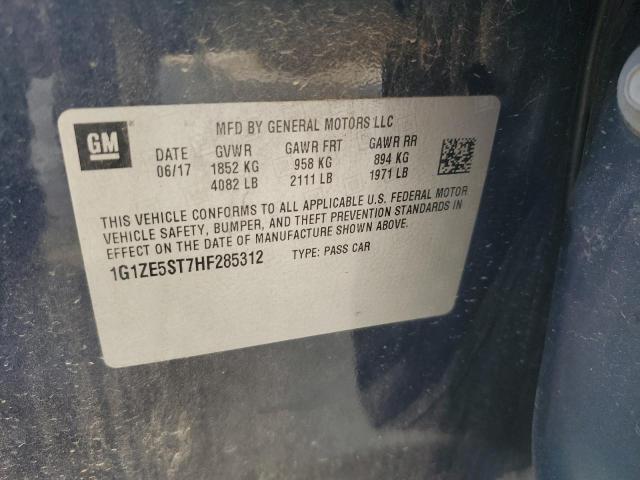 GM
MFD BY GENERAL MOTORS LLC
DATE GVWR GAWR FRT GAWR RR
06/17 1852 KG 958 KG 894 KG
4082 LB 2111 LB 1971 LB
THIS VEHICLE CONFORMS TO ALL APPLICABLE U.S. FEDERAL MOTOR
VEHICLE SAFETY, BUMPER, AND THEFT PREVENTION STANDARDS IN
EFFECT ON THE DATE OF MANUFACTURE SHOWN ABOVE.
1G1ZE5ST7HF285312 TYPE: PASS CAR